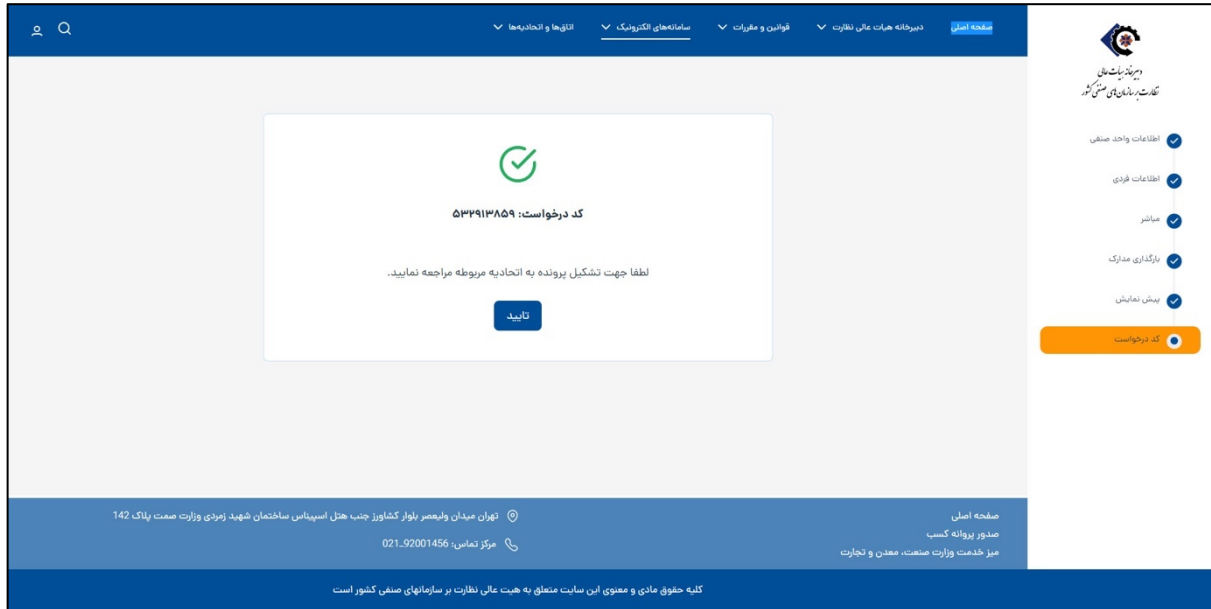 صفحه اصلی
دبیرخانه هیات عالی نظارت
قوانین و مقررات
سامانه‌های الکترونیک
اتاق‌ها و اتحادیه‌ها
دبیرخانه هیأت عالی
نظارت بر سازمان های صنفی کشور
اطلاعات واحد صنفی
اطلاعات فردی
مباشر
بارگذاری مدارک
پیش نمایش
کد درخواست
کد درخواست: ۵۳۲۹۱۳۸۵۹
لطفا جهت تشکیل پرونده به اتحادیه مربوطه مراجعه نمایید.
تایید
صفحه اصلی
صدور پروانه کسب
میز خدمت وزارت صنعت، معدن و تجارت
تهران میدان ولیعصر بلوار کشاورز جنب هتل اسپیناس ساختمان شهید زمردی وزارت صمت پلاک 142
مرکز تماس: 92001456-021
کلیه حقوق مادی و معنوی این سایت متعلق به هیت عالی نظارت بر سازمانهای صنفی کشور است